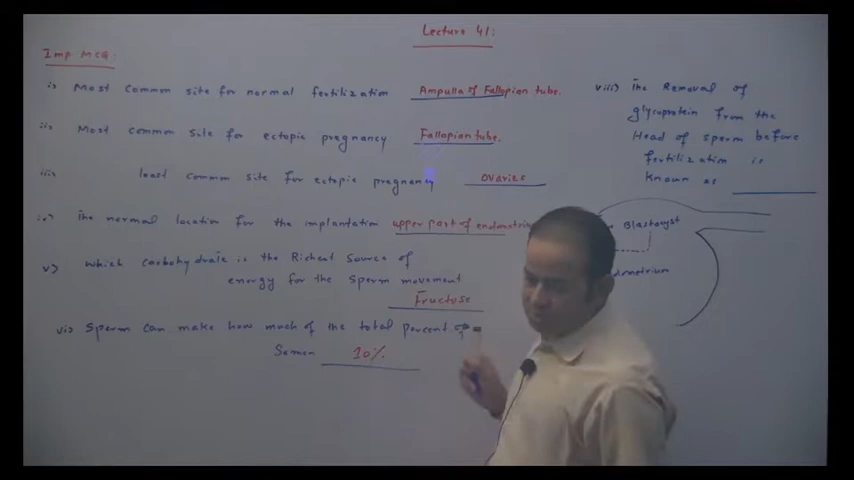 Lecture 41:
Imp MCQ:
i> Most common site for normal fertilization Ampulla of Fallopian tube.
ii> Most common site for ectopic pregnancy Fallopian tube.
iii> least common site for ectopic pregnancy ovaries
iv> The normal location for the implantation upper part of endometrium
v> which carbohydrate is the Richest source of
energy for the sperm movement
Fructose
vi> Sperm can make how much of the total percent of
Semen 10%.
viii) The Removal of
glycoprotein from the
Head of sperm before
fertilization is
known as
Blastocyst